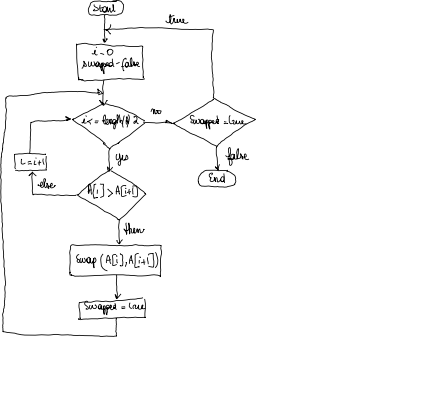 Start
true
i-0
swapped-false
i<=length(A)-2
no
Swapped=true
yes
false
i=i+1
End
else
A[i]>A[i+1]
then
Swap (A[i],A[i+1])
Swapped=true